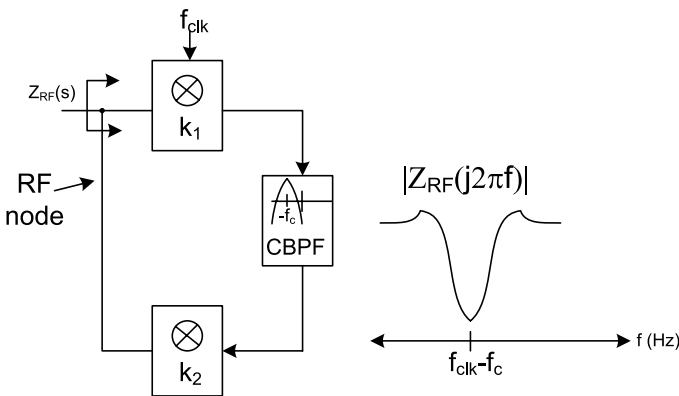 f_clk
Z_RF(s)
k_1
RF
node
-f_c
CBPF
k_2
|Z_RF(j2πf)|
f (Hz)
f_clk-f_c